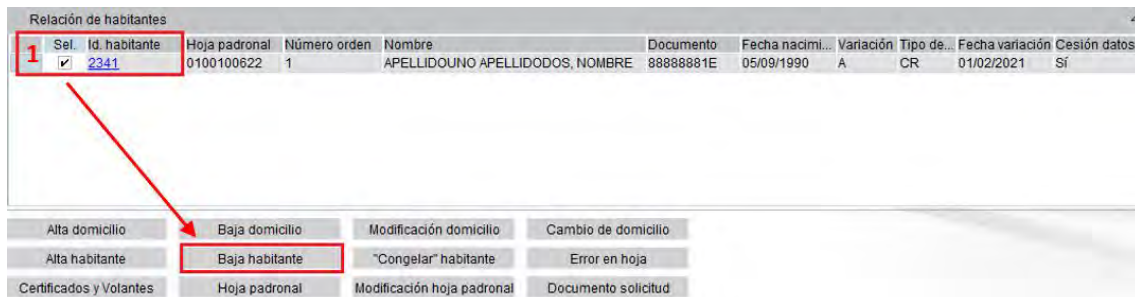 Relación de habitantes
1 Sel. Id. habitante Hoja padronal Número orden Nombre Documento Fecha nacimi... Variación Tipo de... Fecha variación Cesión datos
2341 0100100622 1 APELLIDOUNO APELLIDODOS, NOMBRE 88888881E 05/09/1990 A CR 01/02/2021 Sí
Alta domicilio Baja domicilio Modificación domicilio Cambio de domicilio
Alta habitante Baja habitante "Congelar" habitante Error en hoja
Certificados y Volantes Hoja padronal Modificación hoja padronal Documento solicitud